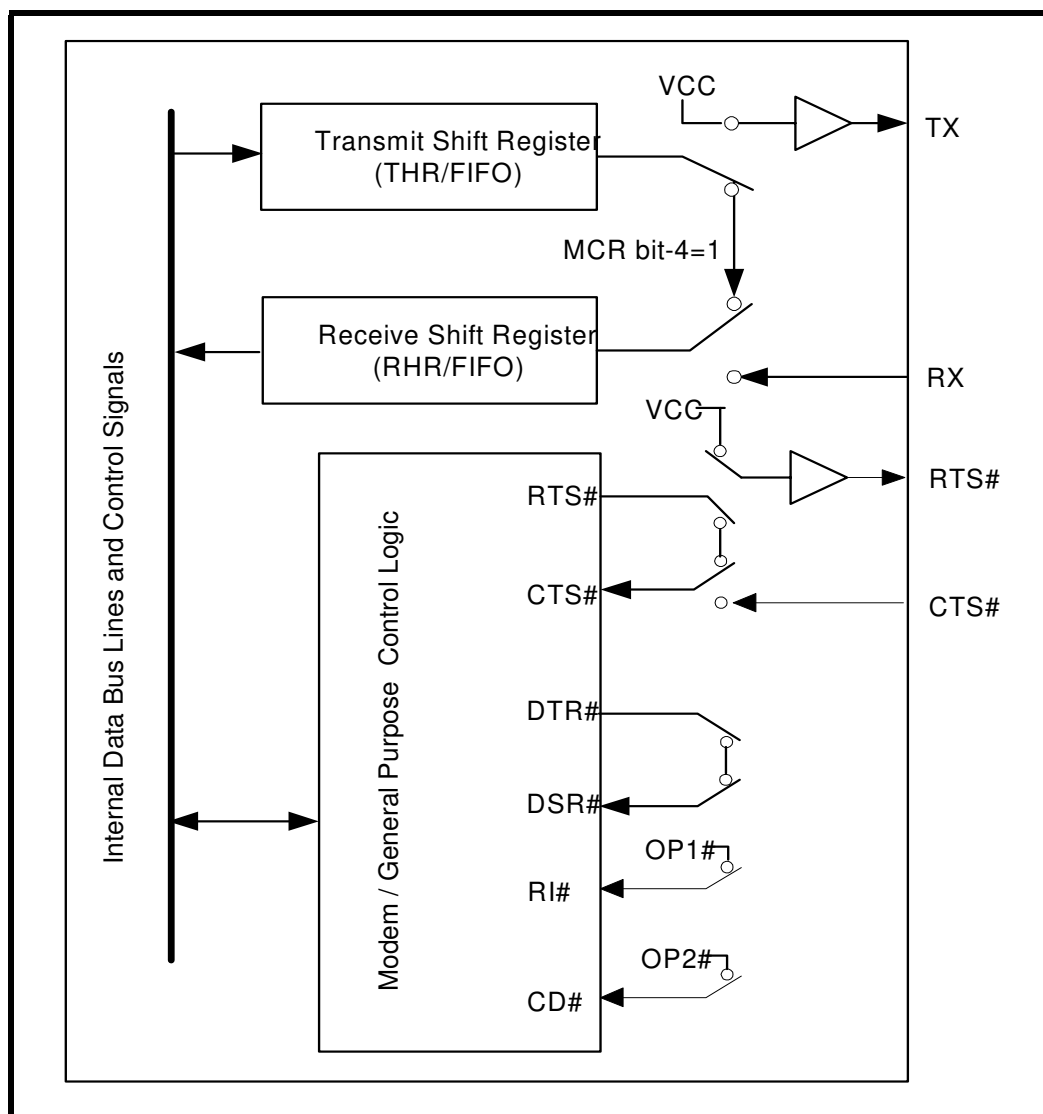 VCC
TX
Transmit Shift Register
(THR/FIFO)
MCR bit-4=1
Receive Shift Register
(RHR/FIFO)
RX
VCC
RTS#
RTS#
CTS#
CTS#
Internal Data Bus Lines and Control Signals
Modem / General Purpose Control Logic
DTR#
DSR#
OP1#
RI#
OP2#
CD#